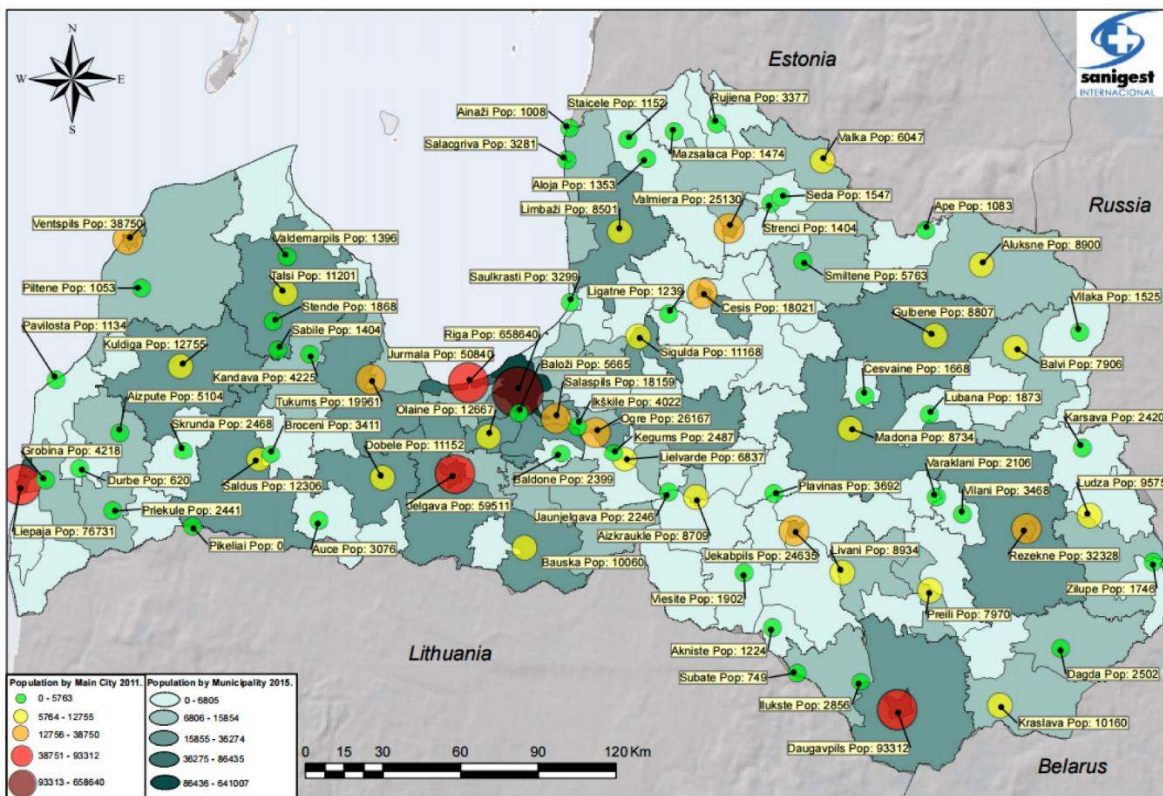 N
W
E
S
sanigest
INTERNACIONAL
Estonia
Russia
Lithuania
Belarus
Staicele Pop: 1152
Rujiena Pop: 3377
Ainaži Pop: 1008
Salacgriva Pop: 3281
Mazsalaca Pop: 1474
Valka Pop: 6047
Aloja Pop: 1353
Valmiera Pop: 25130
Seda Pop: 1547
Limbaži Pop: 8501
Strenci Pop: 1404
Ape Pop: 1083
Ventspils Pop: 38750
Valdemarpils Pop: 1396
Aluksne Pop: 8900
Smiltene Pop: 5763
Talsi Pop: 11201
Saulkrasti Pop: 3299
Ligatne Pop: 1239
Piltene Pop: 1053
Cesis Pop: 18021
Vilaka Pop: 1525
Stende Pop: 1868
Gulbene Pop: 8807
Pavilosta Pop: 1134
Sabile Pop: 1404
Riga Pop: 658640
Kuldiga Pop: 12755
Jurmala Pop: 50840
Sigulda Pop: 11168
Baloži Pop: 5665
Balvi Pop: 7906
Kandava Pop: 4225
Salaspils Pop: 18159
Cesvaine Pop: 1668
Tukums Pop: 19961
Lubana Pop: 1873
Aizpute Pop: 5104
Olaine Pop: 12667
Ikškile Pop: 4022
Karsava Pop: 2420
Skrunda Pop: 2468
Broceni Pop: 3411
Ogre Pop: 26167
Madona Pop: 8734
Dobele Pop: 11152
Kegums Pop: 2487
Grobina Pop: 4218
Lielvarde Pop: 6837
Varaklani Pop: 2106
Durbe Pop: 620
Saldus Pop: 12306
Baldone Pop: 2399
Ludza Pop: 9575
Plavinas Pop: 3692
Vilani Pop: 3468
Priekule Pop: 2441
Jelgava Pop: 59511
Jaunjelgava Pop: 2246
Liepaja Pop: 76731
Pikeliai Pop: 0
Auce Pop: 3076
Aizkraukle Pop: 8709
Jekabpils Pop: 24635
Livani Pop: 8934
Rezekne Pop: 32328
Bauska Pop: 10060
Zilupe Pop: 1746
Viesite Pop: 1902
Preili Pop: 7970
Akniste Pop: 1224
Subate Pop: 749
Dagda Pop: 2502
Ilukste Pop: 2856
Kraslava Pop: 10160
Daugavpils Pop: 93312
Population by Main City 2011.
0 - 5763
5764 - 12755
12756 - 38750
38751 - 93312
93313 - 658640
Population by Municipality 2015.
0 - 6805
6806 - 15854
15855 - 36274
36275 - 86435
86436 - 641007
0 15 30 60 90 120 Km